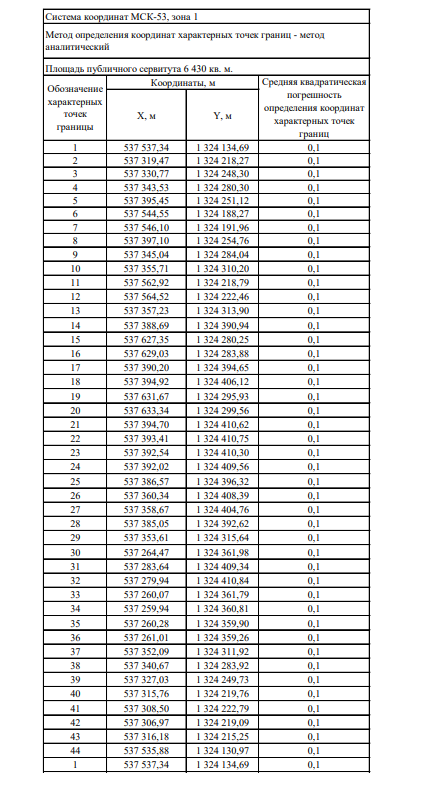 Система координат МСК-53, зона 1
Метод определения координат характерных точек границ - метод
аналитический
Площадь публичного сервитута 6 430 кв. м.
Обозначение характерных точек границы | Координаты, м | Средняя квадратическая погрешность определения координат характерных точек границ
X, м | Y, м
1 537 537,34 1 324 134,69 0,1
2 537 319,47 1 324 218,27 0,1
3 537 330,77 1 324 248,30 0,1
4 537 343,53 1 324 280,30 0,1
5 537 395,45 1 324 251,12 0,1
6 537 544,55 1 324 188,27 0,1
7 537 546,10 1 324 191,96 0,1
8 537 397,10 1 324 254,76 0,1
9 537 345,04 1 324 284,04 0,1
10 537 355,71 1 324 310,20 0,1
11 537 562,92 1 324 218,79 0,1
12 537 564,52 1 324 222,46 0,1
13 537 357,23 1 324 313,90 0,1
14 537 388,69 1 324 390,94 0,1
15 537 627,35 1 324 280,25 0,1
16 537 629,03 1 324 283,88 0,1
17 537 390,20 1 324 394,65 0,1
18 537 394,92 1 324 406,12 0,1
19 537 631,67 1 324 295,93 0,1
20 537 633,34 1 324 299,56 0,1
21 537 394,70 1 324 410,62 0,1
22 537 393,41 1 324 410,75 0,1
23 537 392,54 1 324 410,30 0,1
24 537 392,02 1 324 409,56 0,1
25 537 386,57 1 324 396,32 0,1
26 537 360,34 1 324 408,39 0,1
27 537 358,67 1 324 404,76 0,1
28 537 385,05 1 324 392,62 0,1
29 537 353,61 1 324 315,64 0,1
30 537 264,47 1 324 361,98 0,1
31 537 283,64 1 324 409,34 0,1
32 537 279,94 1 324 410,84 0,1
33 537 260,07 1 324 361,79 0,1
34 537 259,94 1 324 360,81 0,1
35 537 260,28 1 324 359,90 0,1
36 537 261,01 1 324 359,26 0,1
37 537 352,09 1 324 311,92 0,1
38 537 340,67 1 324 283,92 0,1
39 537 327,03 1 324 249,73 0,1
40 537 315,76 1 324 219,76 0,1
41 537 308,50 1 324 222,79 0,1
42 537 306,97 1 324 219,09 0,1
43 537 316,18 1 324 215,25 0,1
44 537 535,88 1 324 130,97 0,1
1 537 537,34 1 324 134,69 0,1